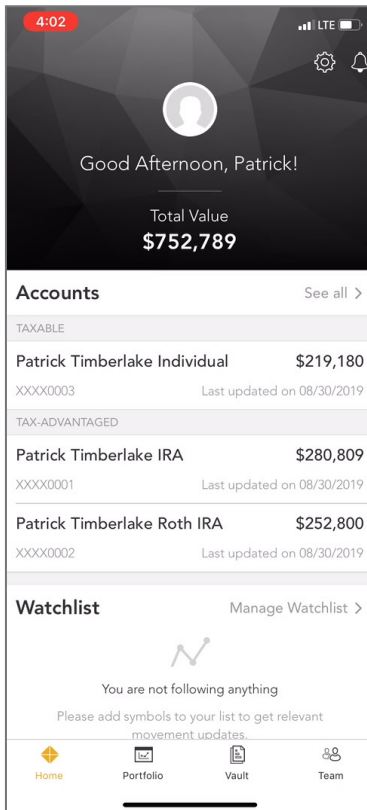 4:02 LTE
Good Afternoon, Patrick!
Total Value
$752,789
Accounts See all >
TAXABLE
Patrick Timberlake Individual $219,180
XXXX0003 Last updated on 08/30/2019
TAX-ADVANTAGED
Patrick Timberlake IRA $280,809
XXXX0001 Last updated on 08/30/2019
Patrick Timberlake Roth IRA $252,800
XXXX0002 Last updated on 08/30/2019
Watchlist Manage Watchlist >
You are not following anything
Please add symbols to your list to get relevant
movement updates.
Home Portfolio Vault Team